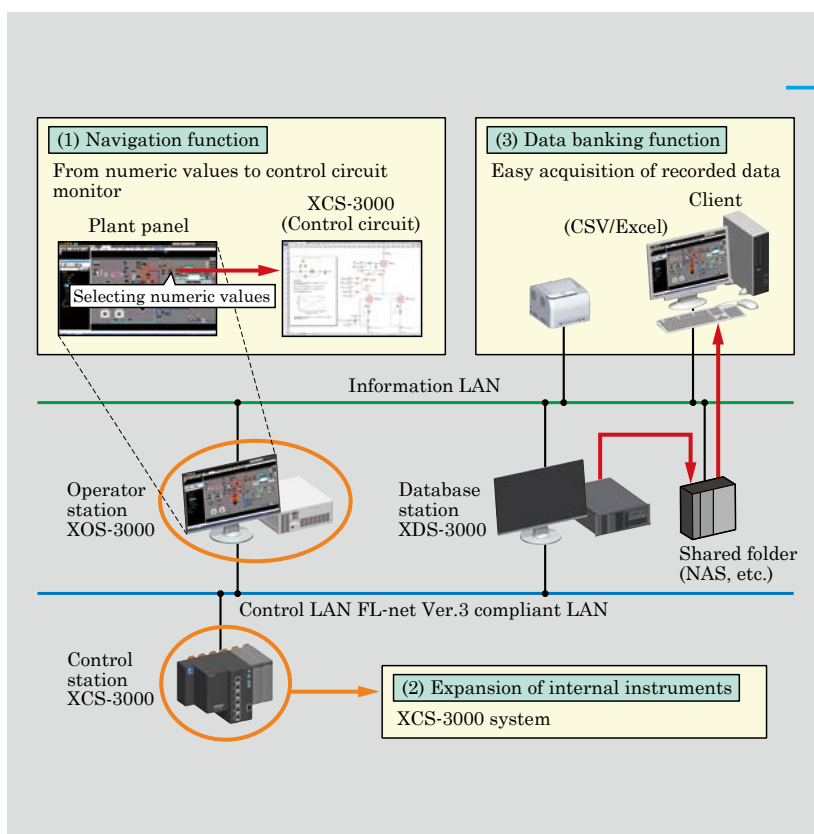 (1) Navigation function
From numeric values to control circuit
monitor
Plant panel
XCS-3000
(Control circuit)
Selecting numeric values
(3) Data banking function
Easy acquisition of recorded data
Client
(CSV/Excel)
Information LAN
Operator
station
XOS-3000
Database
station
XDS-3000
Shared folder
(NAS, etc.)
Control LAN FL-net Ver.3 compliant LAN
Control
station
XCS-3000
(2) Expansion of internal instruments
XCS-3000 system